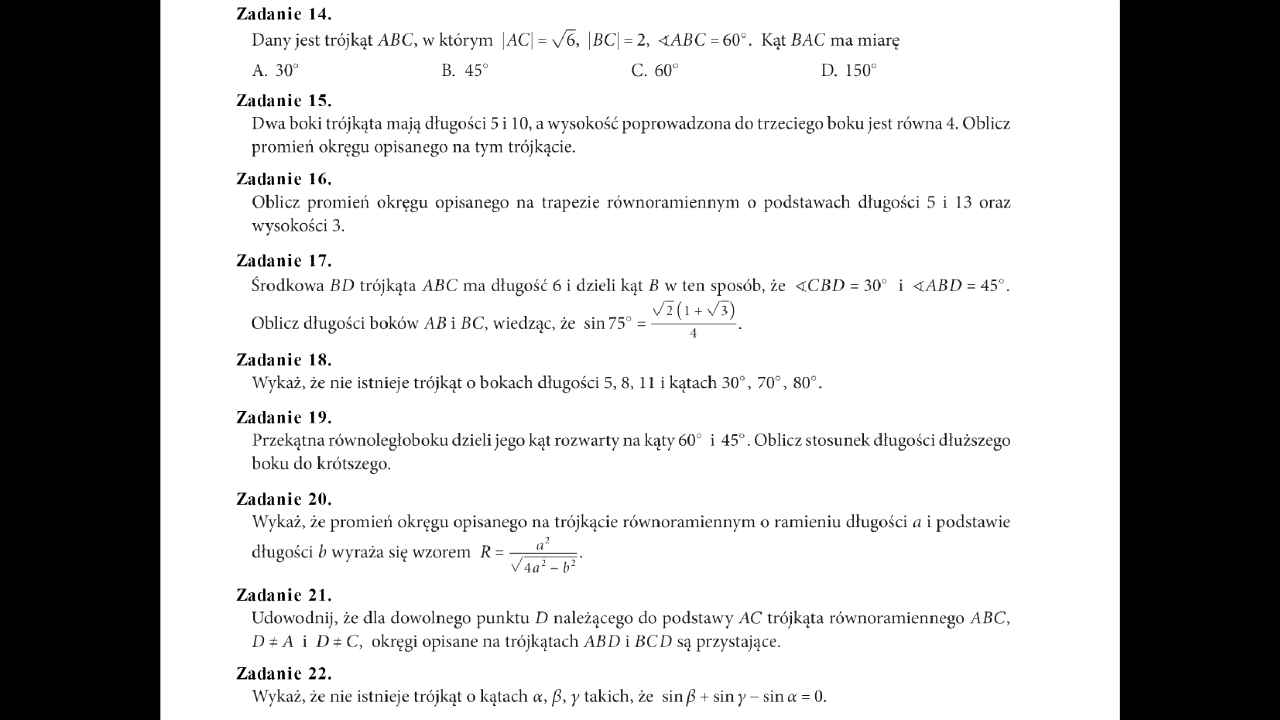 Zadanie 14.
Dany jest trójkąt ABC, w którym |AC| = √6, |BC| = 2, ∢ABC = 60°. Kąt BAC ma miarę
A. 30° B. 45° C. 60° D. 150°
Zadanie 15.
Dwa boki trójkąta mają długości 5 i 10, a wysokość poprowadzona do trzeciego boku jest równa 4. Oblicz
promień okręgu opisanego na tym trójkącie.
Zadanie 16.
Oblicz promień okręgu opisanego na trapezie równoramiennym o podstawach długości 5 i 13 oraz
wysokości 3.
Zadanie 17.
Środkowa BD trójkąta ABC ma długość 6 i dzieli kąt B w ten sposób, że ∢CBD = 30° i ∢ABD = 45°.
Oblicz długości boków AB i BC, wiedząc, że sin 75° = √2(1 + √3)/4.
Zadanie 18.
Wykaż, że nie istnieje trójkąt o bokach długości 5, 8, 11 i kątach 30°, 70°, 80°.
Zadanie 19.
Przekątna równoległoboku dzieli jego kąt rozwarty na kąty 60° i 45°. Oblicz stosunek długości dłuższego
boku do krótszego.
Zadanie 20.
Wykaż, że promień okręgu opisanego na trójkącie równoramiennym o ramieniu długości a i podstawie
długości b wyraża się wzorem R = a²/√(4a² – b²).
Zadanie 21.
Udowodnij, że dla dowolnego punktu D należącego do podstawy AC trójkąta równoramiennego ABC,
D ≠ A i D ≠ C, okręgi opisane na trójkątach ABD i BCD są przystające.
Zadanie 22.
Wykaż, że nie istnieje trójkąt o kątach α, β, γ takich, że sin β + sin γ – sin α = 0.